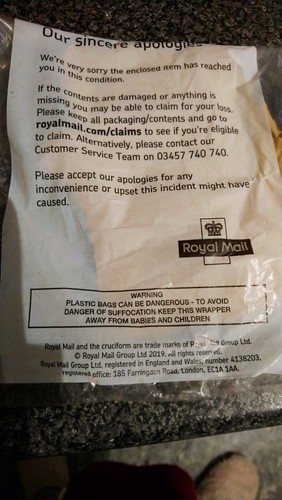 Our sincere apologies
We're very sorry the enclosed item has reached
you in this condition.
If the contents are damaged or anything is
missing you may be able to claim for your loss.
Please keep all packaging/contents and go to
royalmail.com/claims to see if you're eligible
to claim. Alternatively, please contact our
Customer Service Team on 03457 740 740.
Please accept our apologies for any
inconvenience or upset this incident might have
caused.
Royal Mail
WARNING
PLASTIC BAGS CAN BE DANGEROUS - TO AVOID
DANGER OF SUFFOCATION KEEP THIS WRAPPER
AWAY FROM BABIES AND CHILDREN
Royal Mail and the cruciform are trade marks of Royal Mail Group Ltd.
© Royal Mail Group Ltd 2019. All rights reserved.
Royal Mail Group Ltd, registered in England and Wales, number 4138203,
registered office: 185 Farringdon Road, London, EC1A 1AA.